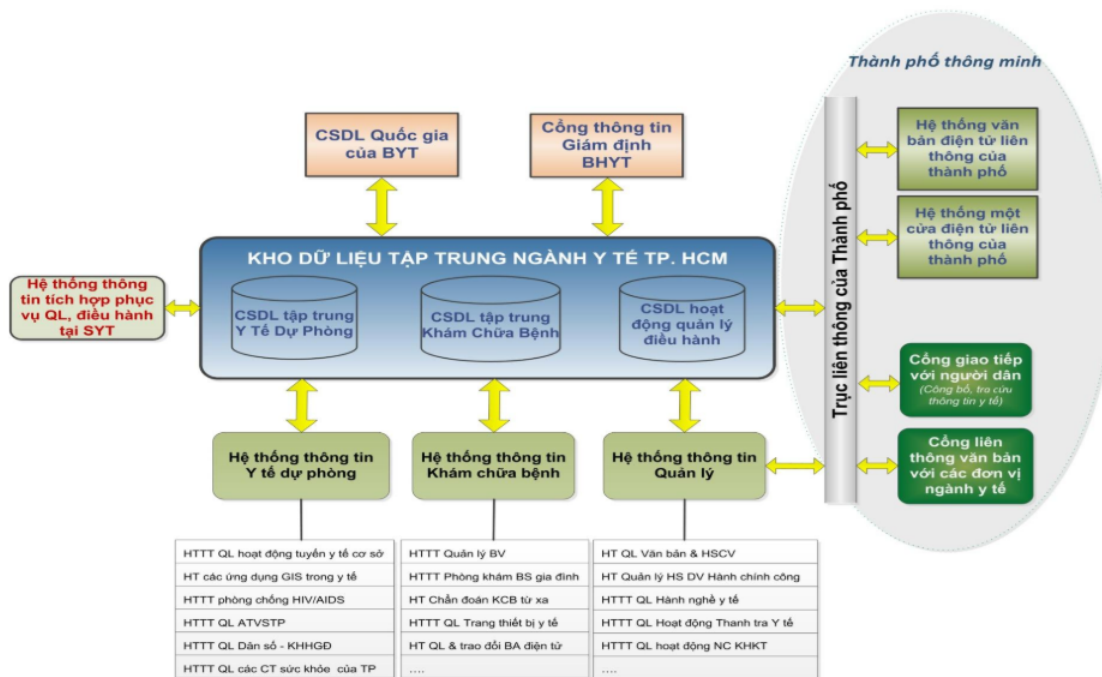 Thành phố thông minh
CSDL Quốc gia
của BYT
Cổng thông tin
Giám định
BHYT
Hệ thống văn
bản điện tử liên
thông của
thành phố
Hệ thống một
cửa điện tử liên
thông của
thành phố
Trục liên thông của Thành phố
KHO DỮ LIỆU TẬP TRUNG NGÀNH Y TẾ TP. HCM
Hệ thống thông
tin tích hợp phục
vụ QL, điều hành
tại SYT
CSDL tập trung
Y Tế Dự Phòng
CSDL tập trung
Khám Chữa Bệnh
CSDL hoạt
động quản lý
điều hành
Cổng giao tiếp
với người dân
(Công bố, tra cứu
thông tin y tế)
Cổng liên
thông văn bản
với các đơn vị
ngành y tế
Hệ thống thông tin
Y tế dự phòng
Hệ thống thông tin
Khám chữa bệnh
Hệ thống thông tin
Quản lý
HTTT QL hoạt động tuyến y tế cơ sở
HT các ứng dụng GIS trong y tế
HTTT phòng chống HIV/AIDS
HTTT QL ATVSTP
HTTT QL Dân số - KHHGĐ
HTTT QL các CT sức khỏe của TP
HTTT Quản lý BV
HTTT Phòng khám BS gia đình
HT Chẩn đoán KCB từ xa
HTTT QL Trang thiết bị y tế
HT QL & trao đổi BA điện tử
....
HT QL Văn bản & HSCV
HT Quản lý HS DV Hành chính công
HTTT QL Hành nghề y tế
HTTT QL Hoạt động Thanh tra Y tế
HTTT QL hoạt động NC KHKT
....